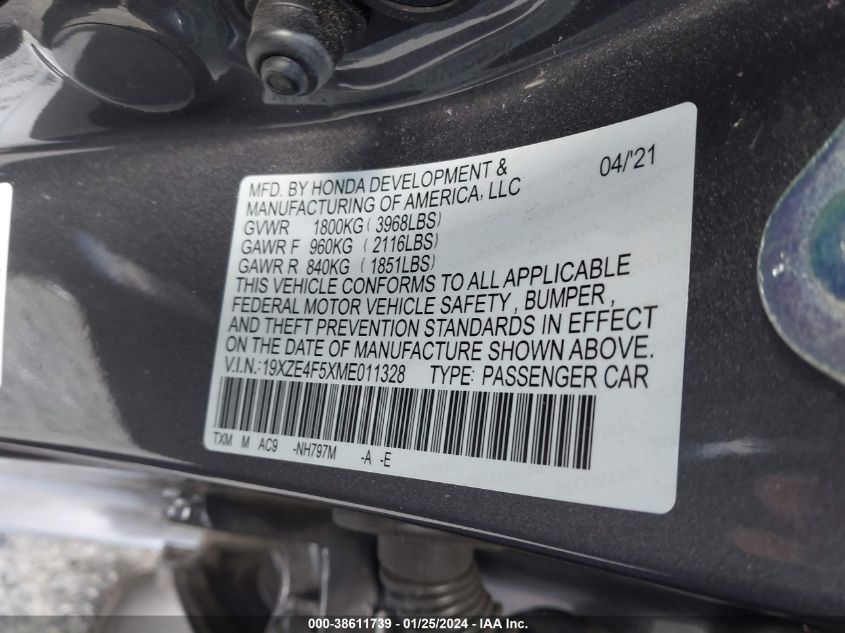 04/'21
MFD. BY HONDA DEVELOPMENT &
MANUFACTURING OF AMERICA, LLC
GVWR 1800KG (3968LBS)
GAWR F 960KG (2116LBS)
GAWR R 840KG (1851LBS)
THIS VEHICLE CONFORMS TO ALL APPLICABLE
FEDERAL MOTOR VEHICLE SAFETY, BUMPER,
AND THEFT PREVENTION STANDARDS IN EFFECT
ON THE DATE OF MANUFACTURE SHOWN ABOVE.
V.I.N.:19XZE4F5XME011328 TYPE: PASSENGER CAR
TXM M AC9 -NH797M -A -E
000-38611739 - 01/25/2024 - IAA Inc.